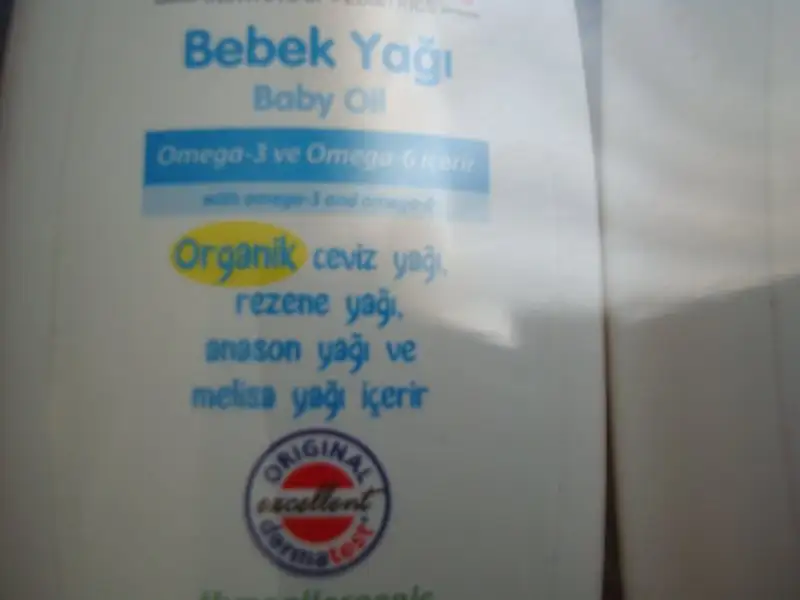 Bebek Yağı
Baby Oil
Omega-3 ve Omega-6 içerir
with omega-3 and omega-6
Organik ceviz yağı,
rezene yağı,
anason yağı ve
melisa yağı içerir
ORIGINAL
excellent
dermatest